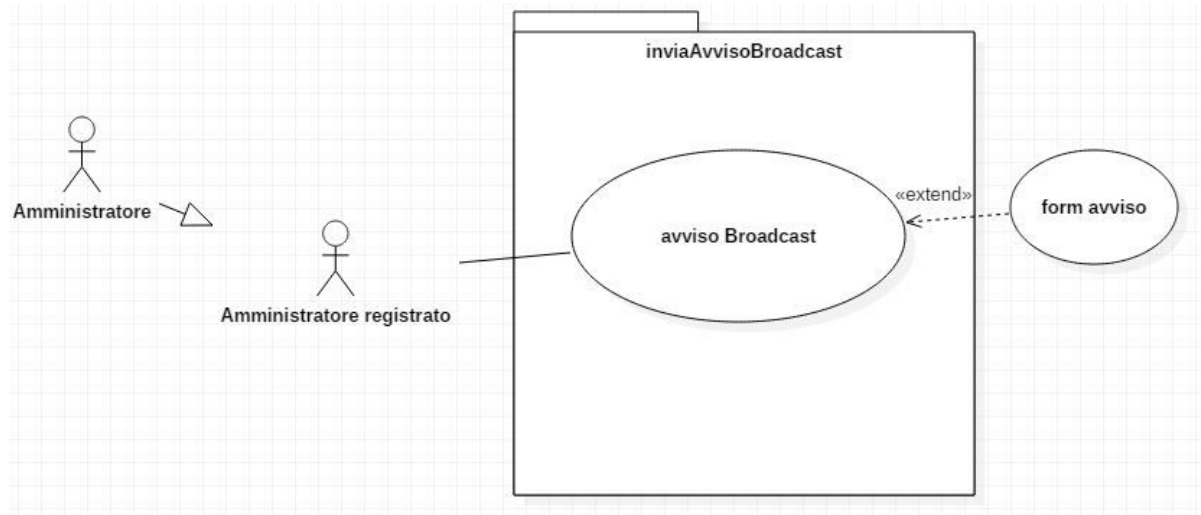 inviaAvvisoBroadcast
Amministratore
Amministratore registrato
avviso Broadcast
«extend»
form avviso